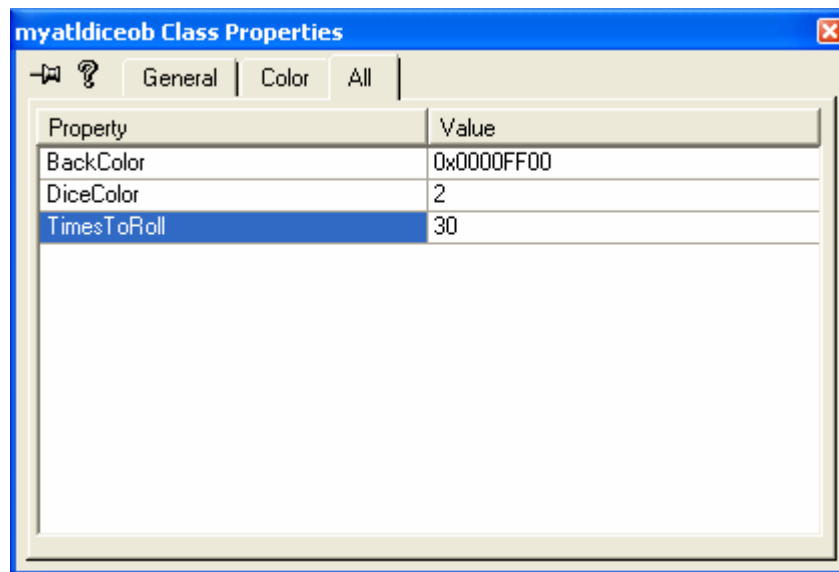 myatldiceob Class Properties
General Color All
Property Value
BackColor 0x0000FF00
DiceColor 2
TimesToRoll 30